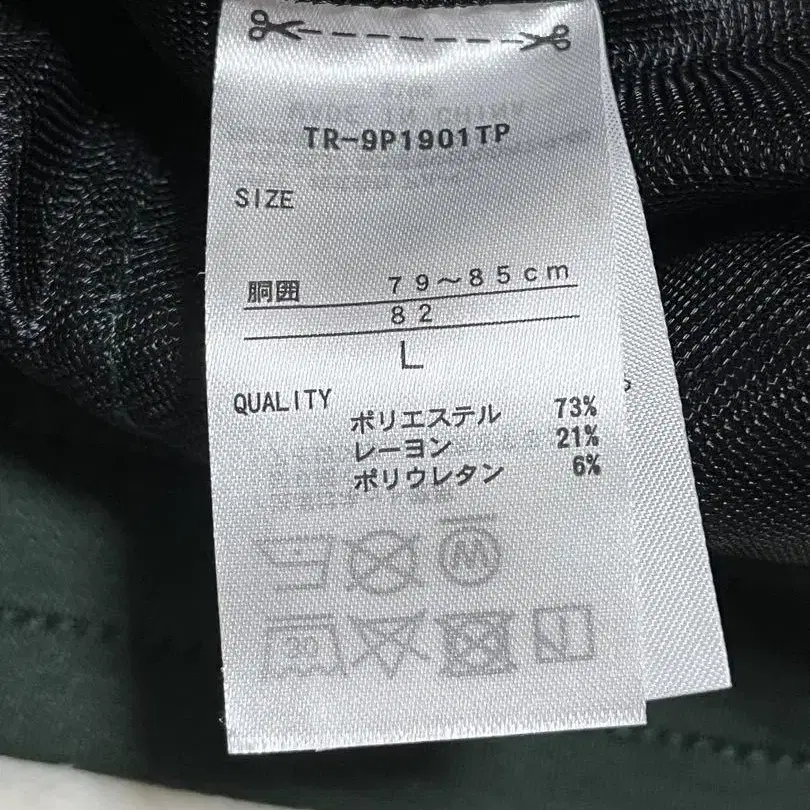 TR-9P1901TP
SIZE
胴囲 79～85cm
82
L
QUALITY
ポリエステル 73%
レーヨン 21%
ポリウレタン 6%
W
30